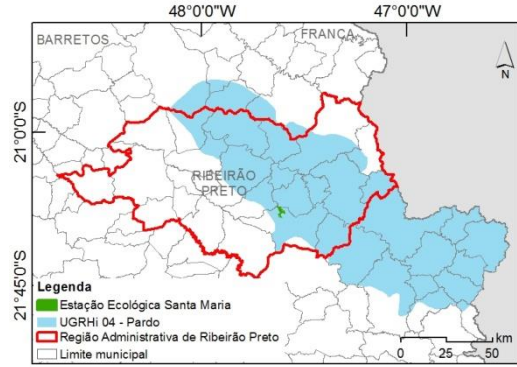 48°0'0"W
47°0'0"W
BARRETOS
FRANCA
N
21°0'0"S
RIBEIRÃO
PRETO
21°45'0"S
Legenda
Estação Ecológica Santa Maria
UGRHi 04 - Pardo
Região Administrativa de Ribeirão Preto
Limite municipal
km
0 25 50